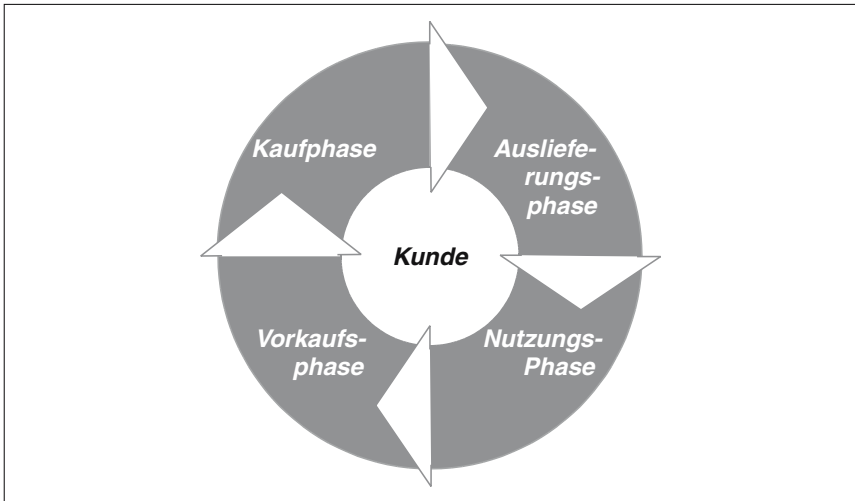 Kaufphase
Ausliefe-
rungs-
phase
Kunde
Vorkaufs-
phase
Nutzungs-
Phase